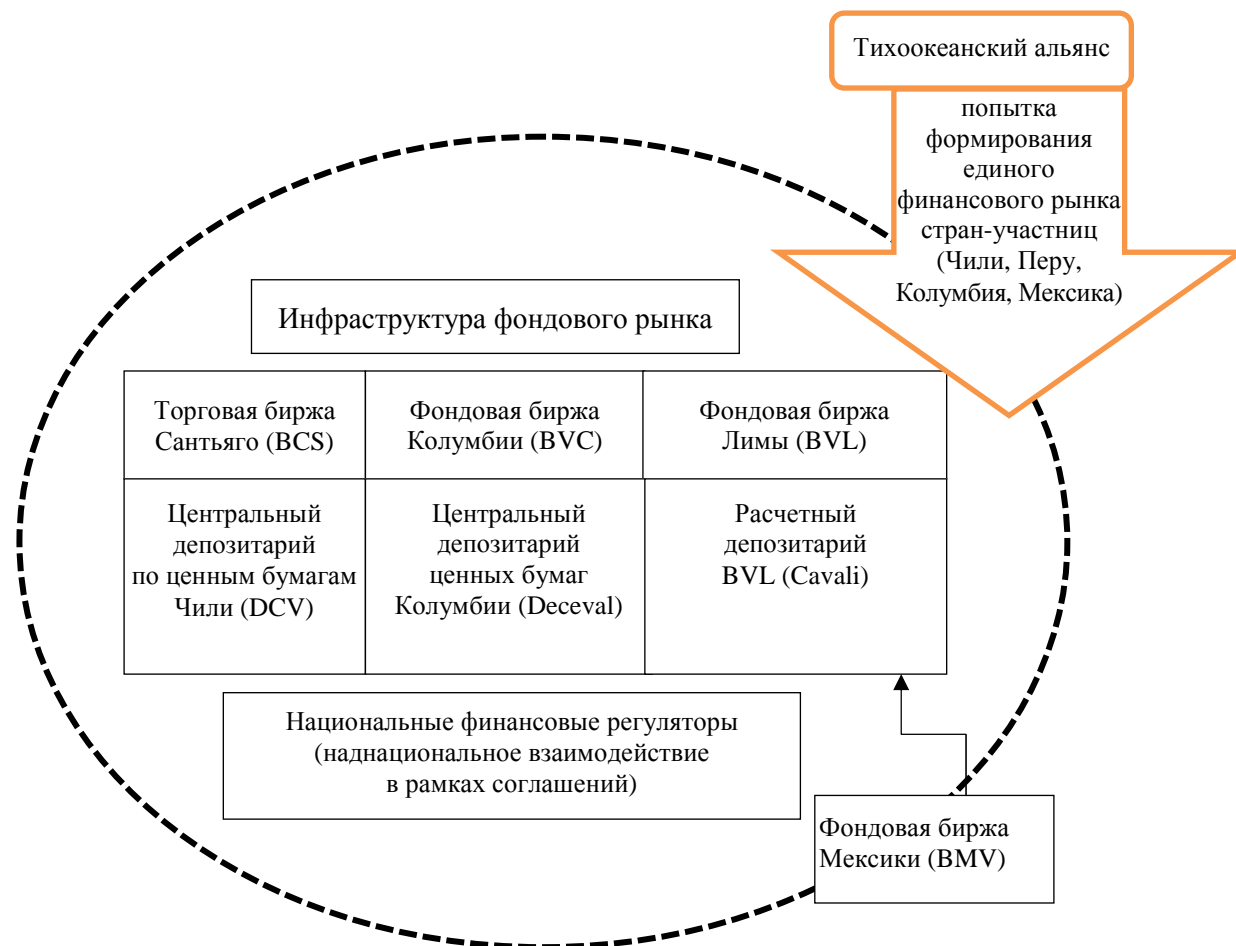 Тихоокеанский альянс
попытка
формирования
единого
финансового рынка
стран-участниц
(Чили, Перу,
Колумбия, Мексика)
Инфраструктура фондового рынка
Торговая биржа
Сантьяго (BCS)
Фондовая биржа
Колумбии (BVC)
Фондовая биржа
Лимы (BVL)
Центральный
депозитарий
по ценным бумагам
Чили (DCV)
Центральный
депозитарий
ценных бумаг
Колумбии (Deceval)
Расчетный
депозитарий
BVL (Cavali)
Национальные финансовые регуляторы
(наднациональное взаимодействие
в рамках соглашений)
Фондовая биржа
Мексики (BMV)